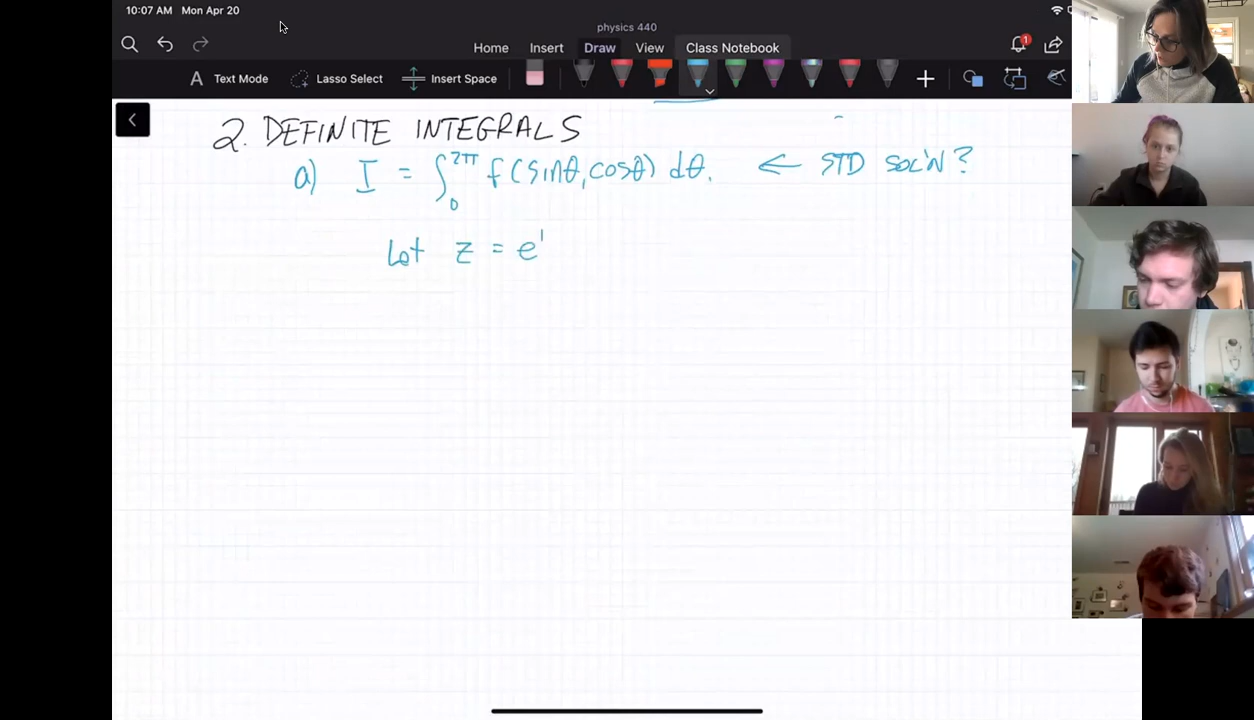 10:07 AM Mon Apr 20
physics 440
Home Insert Draw View Class Notebook
1
Text Mode Lasso Select Insert Space
2. DEFINITE INTEGRALS
a) I = ∫₀^2π f(sinθ, cosθ) dθ. ← STD SOL'N?
Let z = e^i